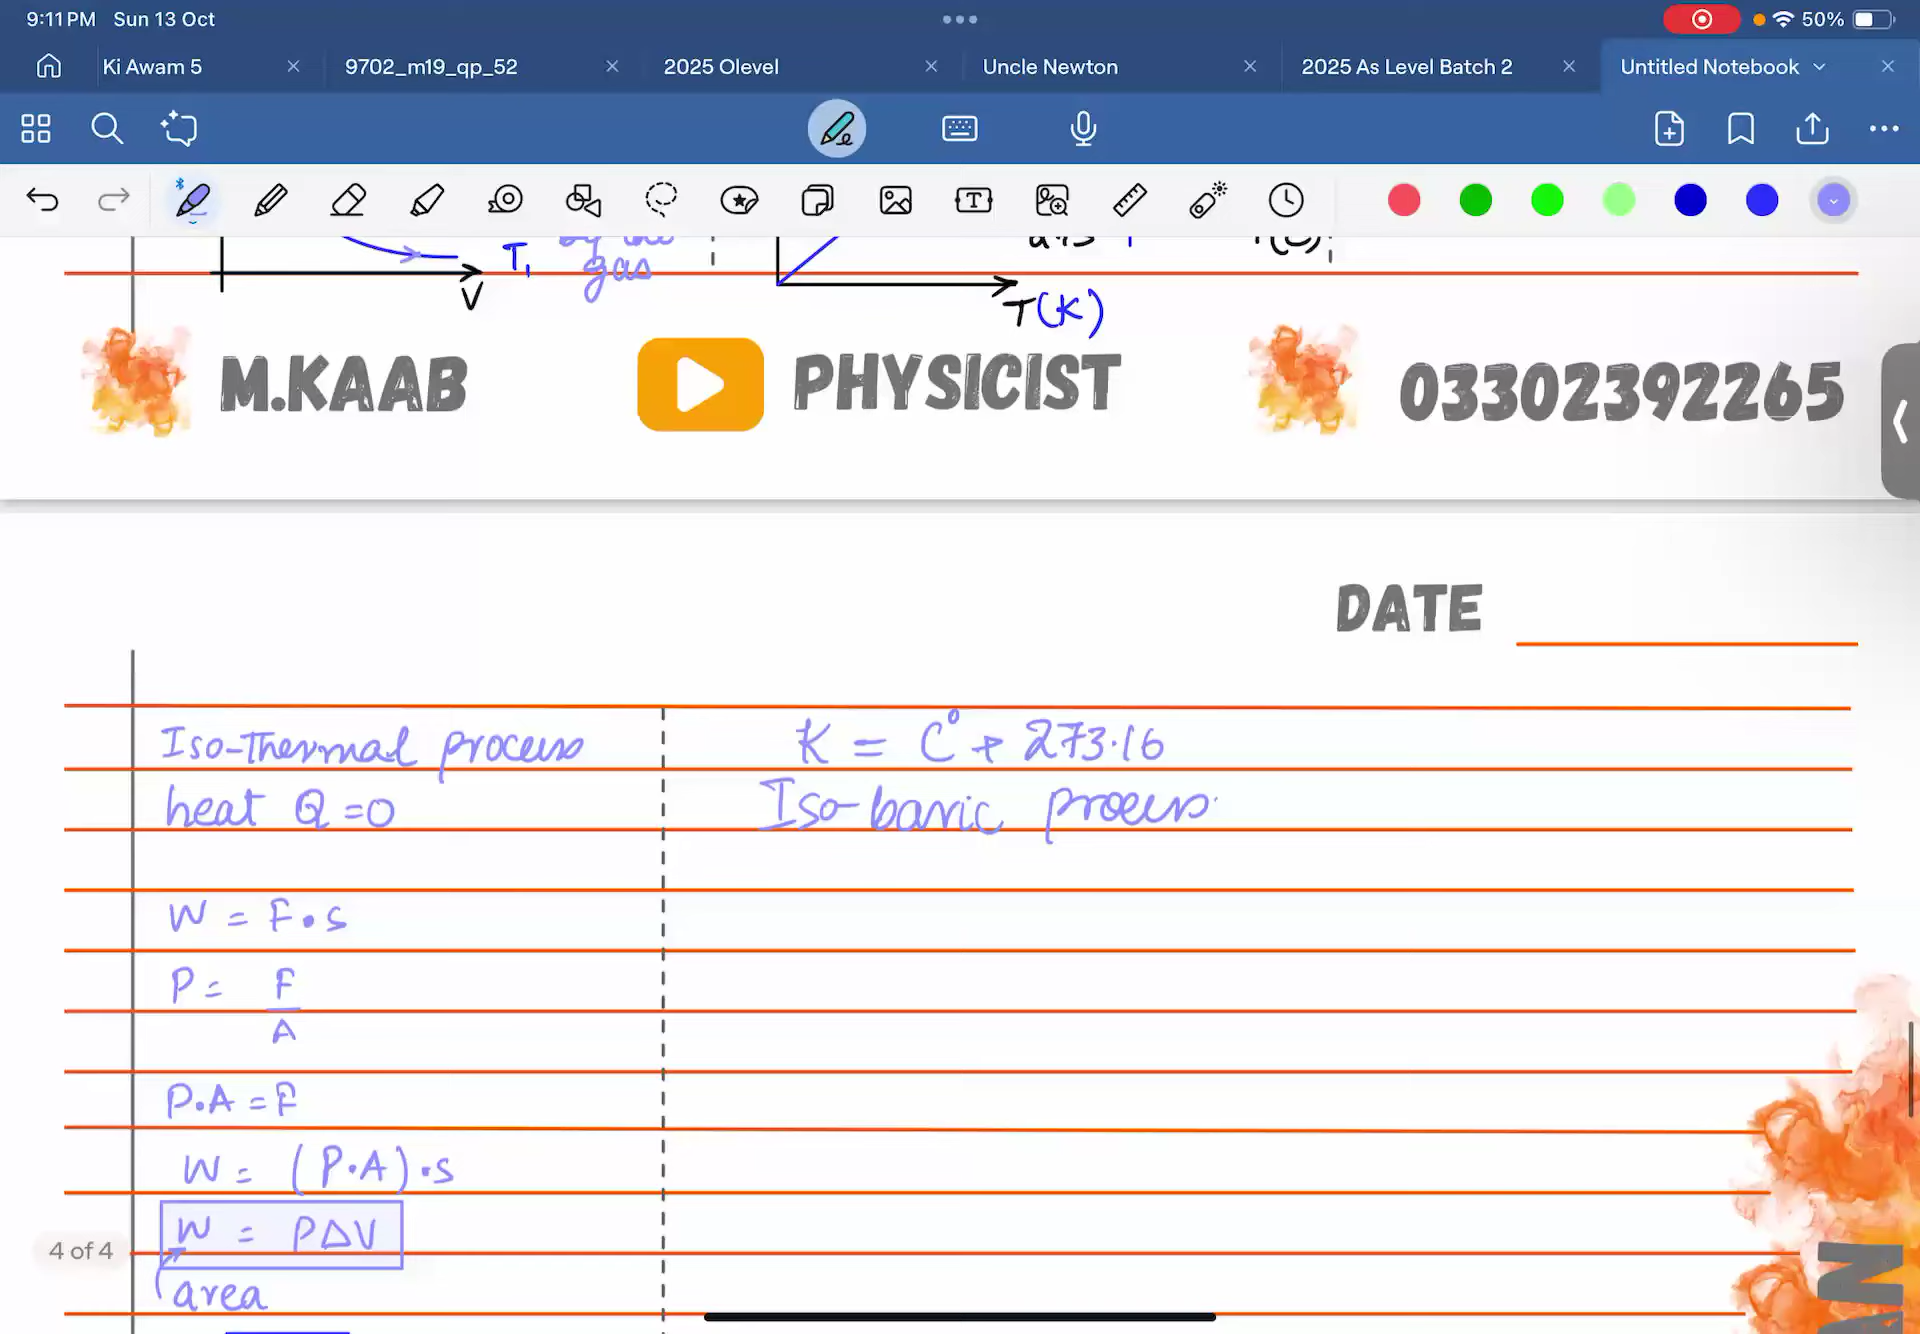 9:11 PM Sun 13 Oct
50%
Ki Awam 5
9702_m19_qp_52
2025 Olevel
Uncle Newton
2025 As Level Batch 2
Untitled Notebook
T₁
gas
V
T(K)
M.KAAB
PHYSICIST
03302392265
DATE
Iso-thermal process
heat Q =0
W = F • s
P = F/A
P.A = F
W = (P.A) • s
W = PΔV
area
K = C° + 273.16
Iso-baric process
4 of 4